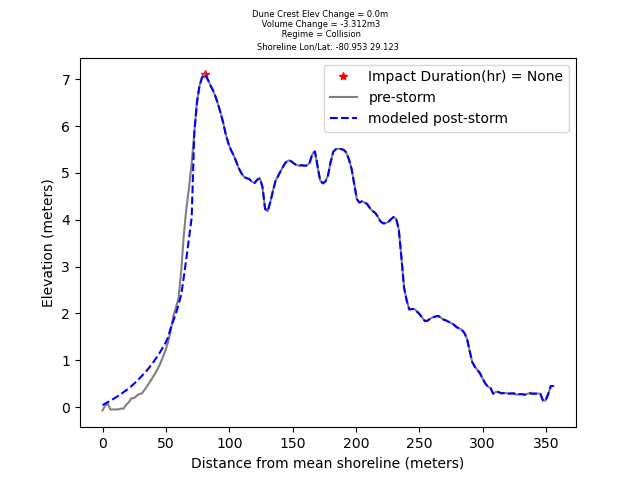 Dune Crest Elev Change = 0.0m
Volume Change = -3.312m3
Regime = Collision
Shoreline Lon/Lat: -80.953 29.123
Impact Duration(hr) = None
pre-storm
modeled post-storm
7
6
5
4
3
2
1
0
Elevation (meters)
0 50 100 150 200 250 300 350
Distance from mean shoreline (meters)